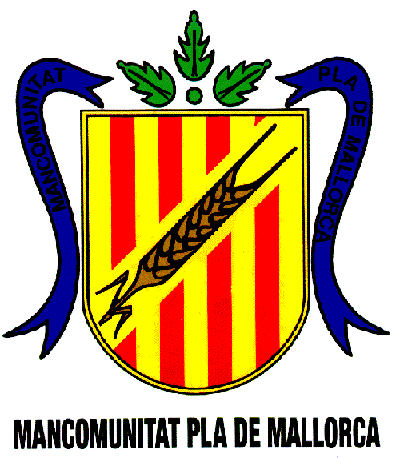 MANCOMUNITAT
PLA DE MALLORCA
MANCOMUNITAT PLA DE MALLORCA